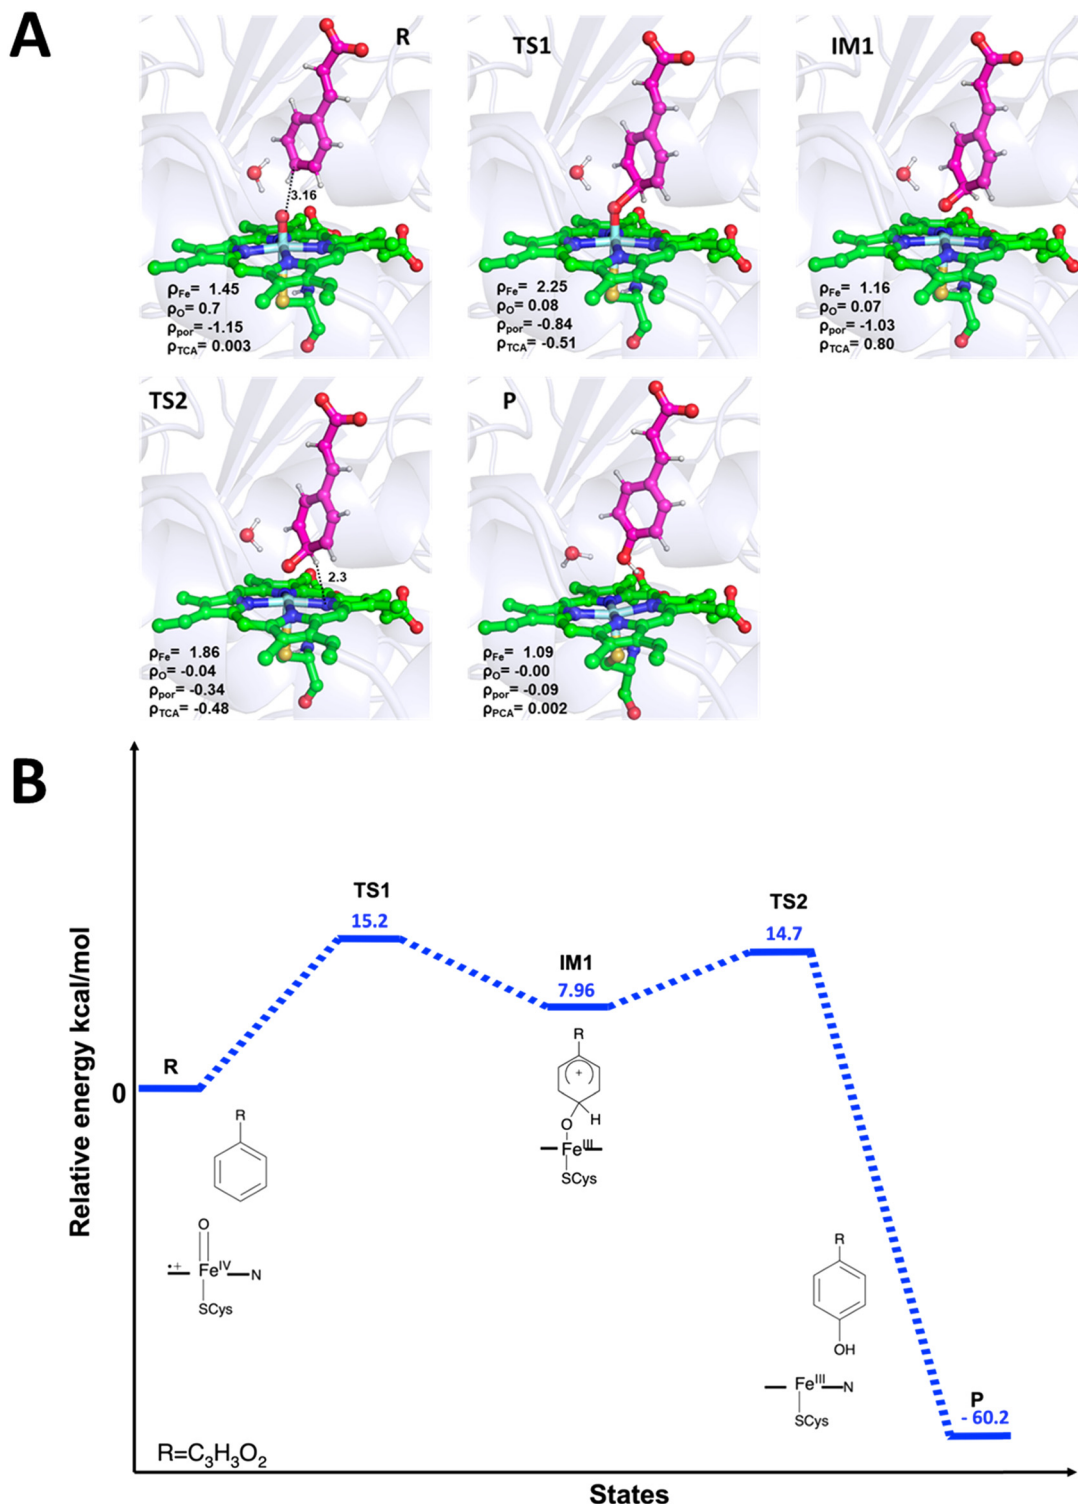 A
R
3.16
ρFe= 1.45
ρO= 0.7
ρpor= -1.15
ρTCA= 0.003
TS1
ρFe= 2.25
ρO= 0.08
ρpor= -0.84
ρTCA= -0.51
IM1
ρFe= 1.16
ρO= 0.07
ρpor= -1.03
ρTCA= 0.80
TS2
2.3
ρFe= 1.86
ρO= -0.04
ρpor= -0.34
ρTCA= -0.48
P
ρFe= 1.09
ρO= -0.00
ρpor= -0.09
ρPCA= 0.002
B
Relative energy kcal/mol
0
R
TS1
15.2
IM1
7.96
TS2
14.7
P
- 60.2
R
O
•+
FeIV
N
SCys
R
+
H
O
FeIII
SCys
R
OH
FeIII
N
SCys
R=C3H3O2
States